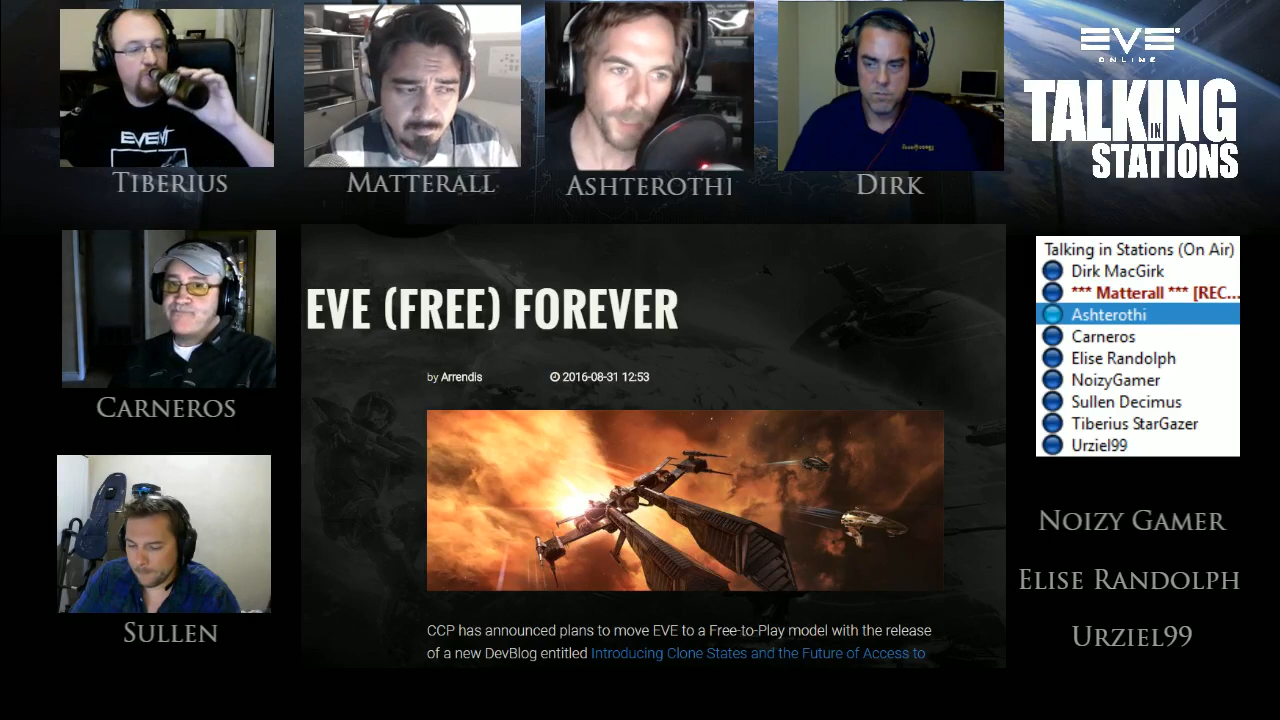 EVE
ONLINE
TALKING
IN
STATIONS
TIBERIUS
MATTERALL
ASHTEROTHI
DIRK
CARNEROS
SULLEN
EVE (FREE) FOREVER
by Arrendis
2016-08-31 12:53
CCP has announced plans to move EVE to a Free-to-Play model with the release
of a new DevBlog entitled Introducing Clone States and the Future of Access to
Talking in Stations (On Air)
Dirk MacGirk
*** Matterall *** [REC...
Ashterothi
Carneros
Elise Randolph
NoizyGamer
Sullen Decimus
Tiberius StarGazer
Urziel99
NOIZY GAMER
ELISE RANDOLPH
URZIEL99